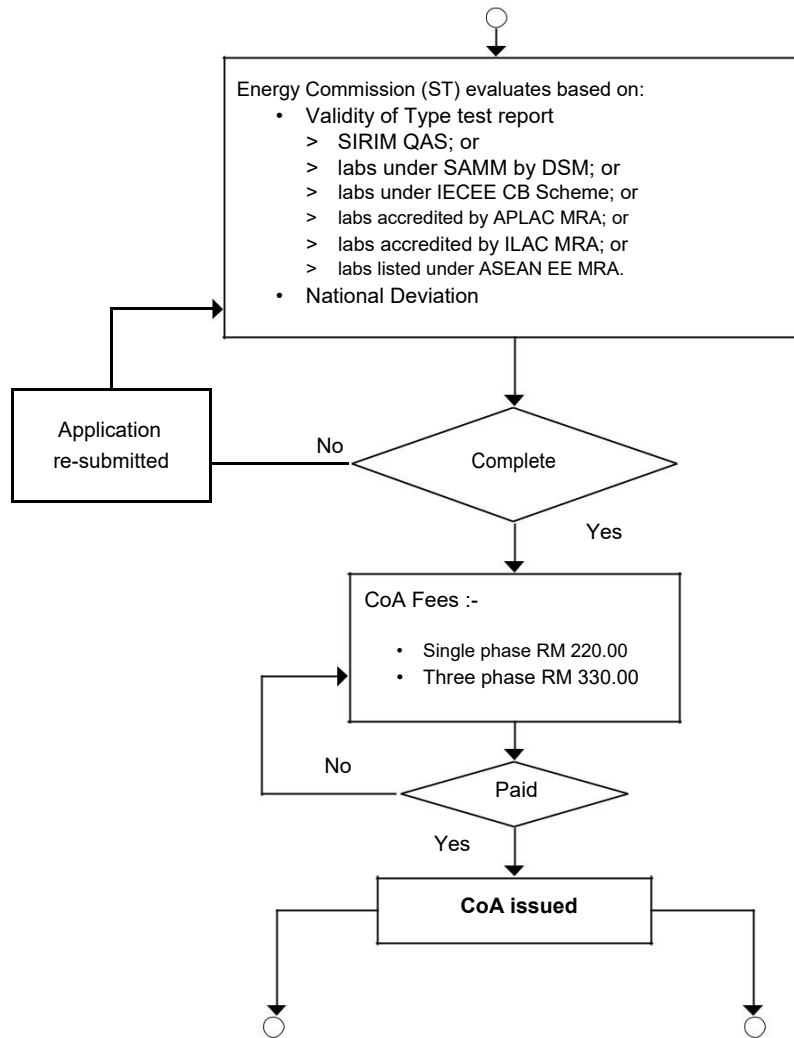 Energy Commission (ST) evaluates based on:
• Validity of Type test report
> SIRIM QAS; or
> labs under SAMM by DSM; or
> labs under IECEE CB Scheme; or
> labs accredited by APLAC MRA; or
> labs accredited by ILAC MRA; or
> labs listed under ASEAN EE MRA.
• National Deviation
Application
re-submitted
No
Complete
Yes
CoA Fees :-
• Single phase RM 220.00
• Three phase RM 330.00
No
Paid
Yes
CoA issued